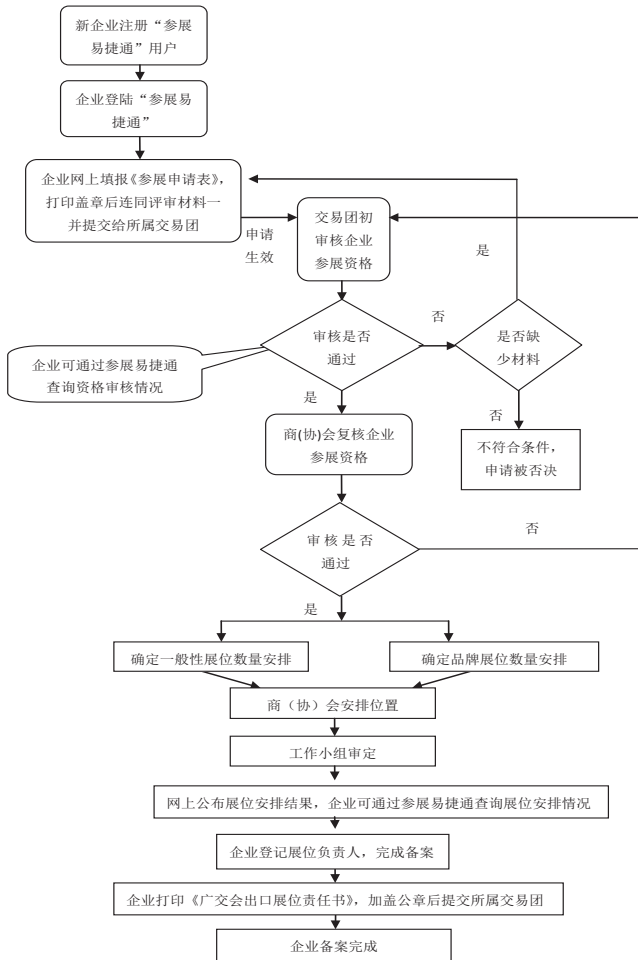 新企业注册“参展
易捷通”用户
企业登陆“参展易
捷通”
企业网上填报《参展申请表》,
打印盖章后连同评审材料一
并提交给所属交易团
申请
生效
交易团初
审核企业
参展资格
是
审核是否
通过
否
是否缺
少材料
企业可通过参展易捷通
查询资格审核情况
是
否
商(协)会复核企业
参展资格
不符合条件，
申请被否决
审 核 是 否
通过
否
是
确定一般性展位数量安排
确定品牌展位数量安排
商（协）会安排位置
工作小组审定
网上公布展位安排结果，企业可通过参展易捷通查询展位安排情况
企业登记展位负责人，完成备案
企业打印《广交会出口展位责任书》，加盖公章后提交所属交易团
企业备案完成